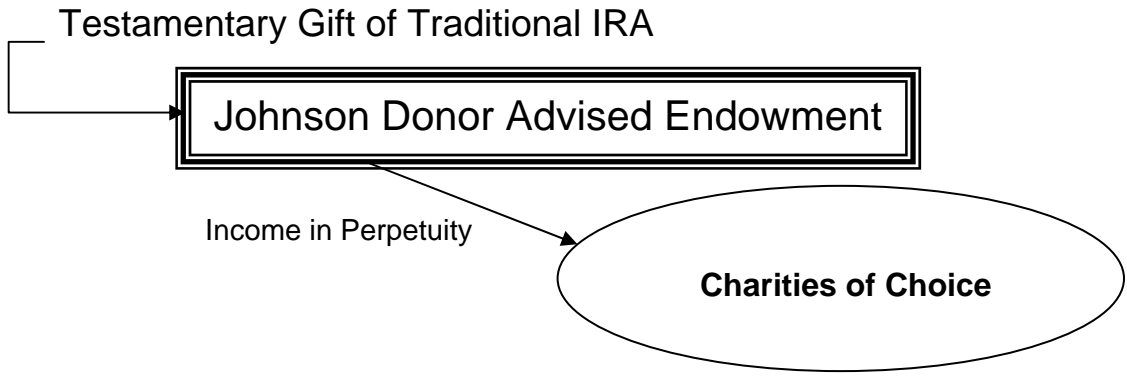 Testamentary Gift of Traditional IRA
Johnson Donor Advised Endowment
Income in Perpetuity
Charities of Choice